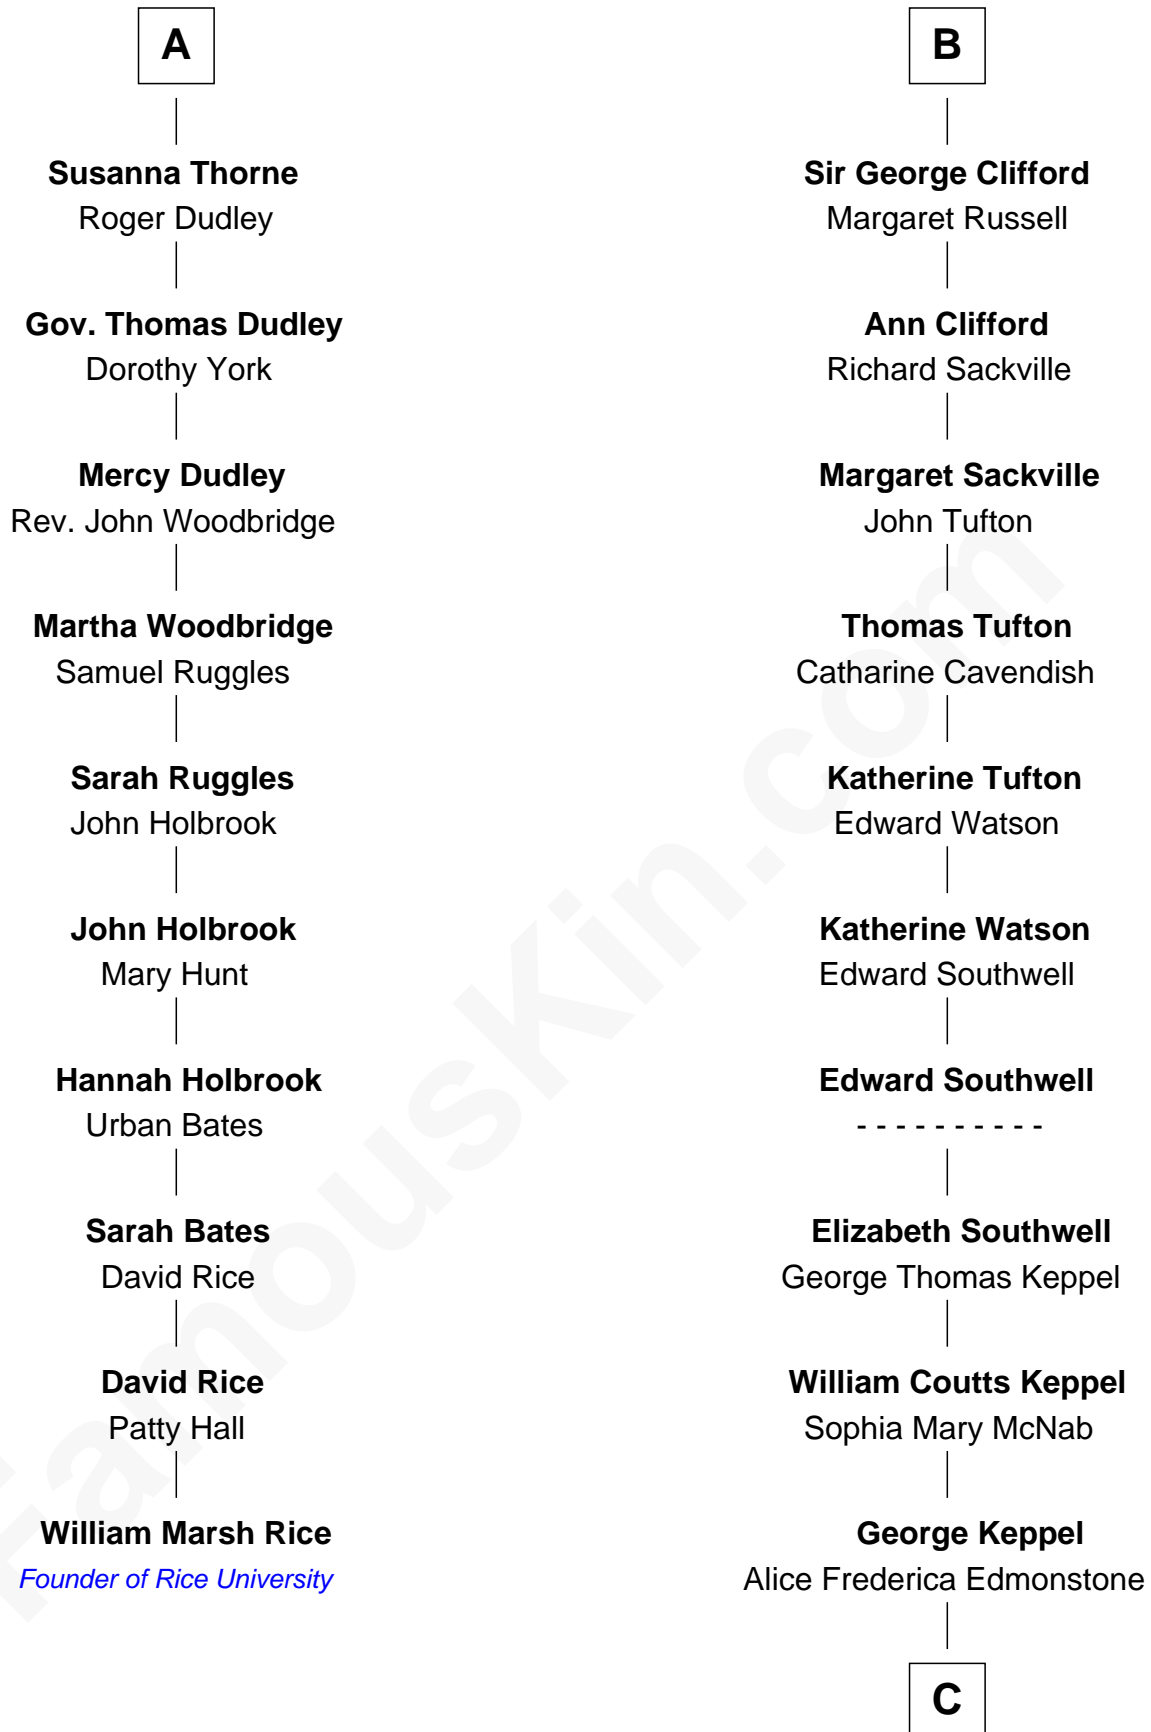 A
Susanna Thorne
Roger Dudley
Gov. Thomas Dudley
Dorothy York
Mercy Dudley
Rev. John Woodbridge
Martha Woodbridge
Samuel Ruggles
Sarah Ruggles
John Holbrook
John Holbrook
Mary Hunt
Hannah Holbrook
Urban Bates
Sarah Bates
David Rice
David Rice
Patty Hall
William Marsh Rice
Founder of Rice University
B
Sir George Clifford
Margaret Russell
Ann Clifford
Richard Sackville
Margaret Sackville
John Tufton
Thomas Tufton
Catharine Cavendish
Katherine Tufton
Edward Watson
Katherine Watson
Edward Southwell
Edward Southwell
- - - - - - - - - -
Elizabeth Southwell
George Thomas Keppel
William Coutts Keppel
Sophia Mary McNab
George Keppel
Alice Frederica Edmonstone
C
FamousKin.com